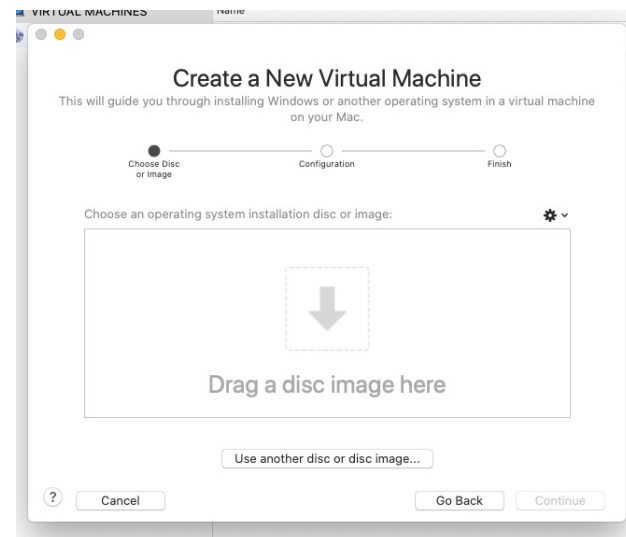 VIRTUAL MACHINES
Name
Create a New Virtual Machine
This will guide you through installing Windows or another operating system in a virtual machine
on your Mac.
Choose Disc
or Image
Configuration
Finish
Choose an operating system installation disc or image:
Drag a disc image here
Use another disc or disc image...
?
Cancel
Go Back
Continue